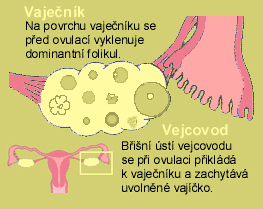 Vaječník
Na povrchu vaječníku se
před ovulací vyklenuje
dominantní folikul.
Vejcovod
Břišní ústí vejcovodu
se při ovulaci přikládá
k vaječníku a zachytává
uvolněné vajíčko.